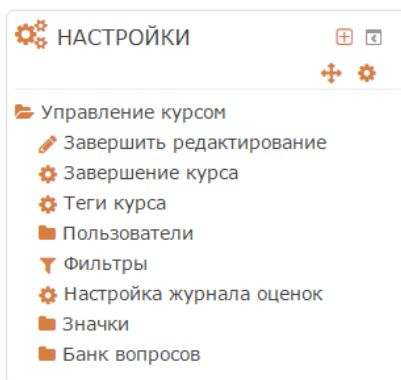 НАСТРОЙКИ
Управление курсом
Завершить редактирование
Завершение курса
Теги курса
Пользователи
Фильтры
Настройка журнала оценок
Значки
Банк вопросов